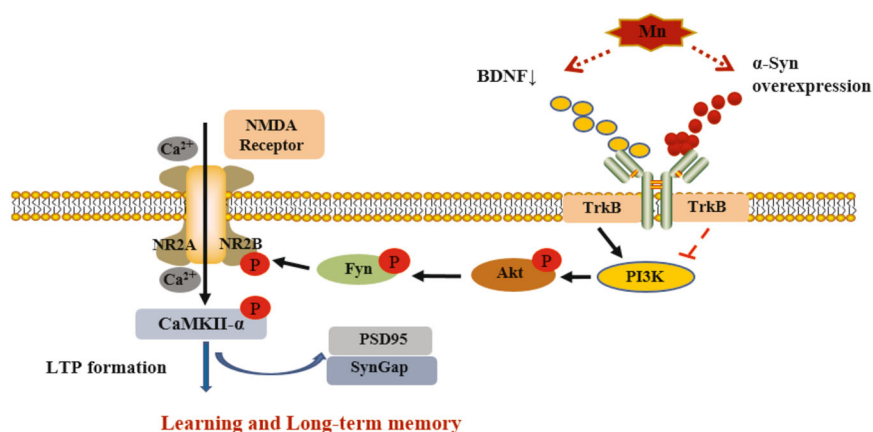 Mn
BDNF↓
α-Syn
overexpression
Ca²⁺
NMDA
Receptor
TrkB
TrkB
NR2A
NR2B
P
Ca²⁺
Fyn
P
Akt
P
PI3K
CaMKII-α
P
PSD95
SynGap
LTP formation
Learning and Long-term memory